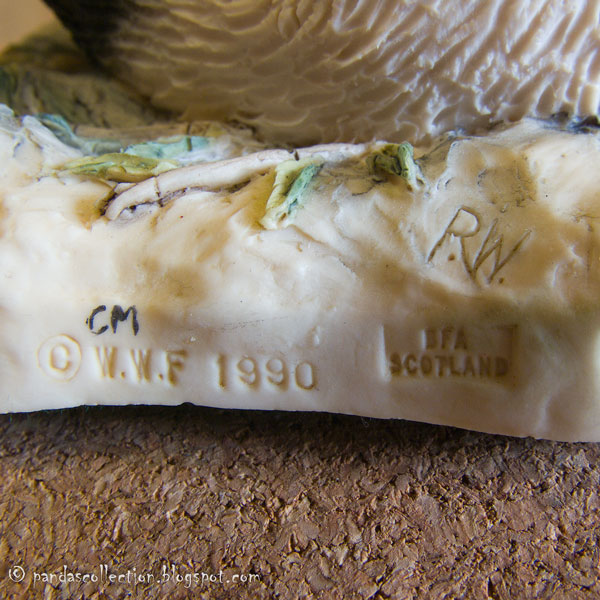 R.W.
CM
© W.W.F 1990
BFA
SCOTLAND
© pandascollection.blogspot.com